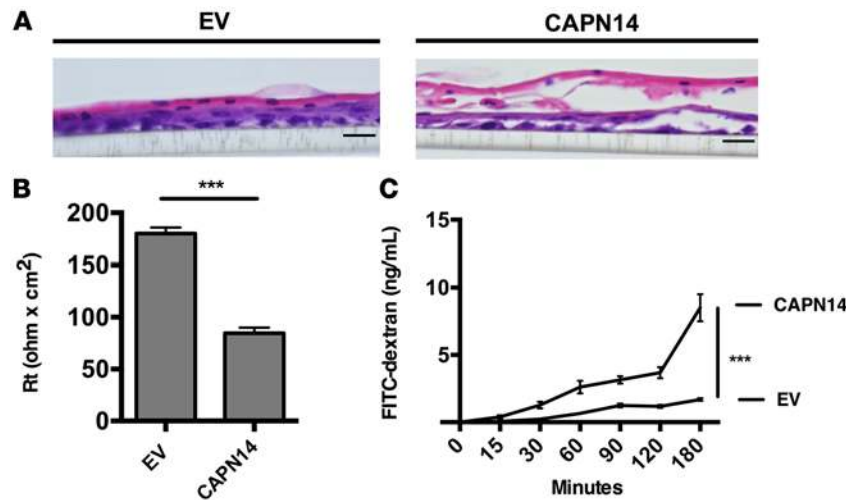 A
EV
CAPN14
B
***
Rt (ohm x cm²)
200
150
100
50
0
EV
CAPN14
C
FITC-dextran (ng/mL)
15
10
5
0
15
30
60
90
120
180
Minutes
CAPN14
***
EV